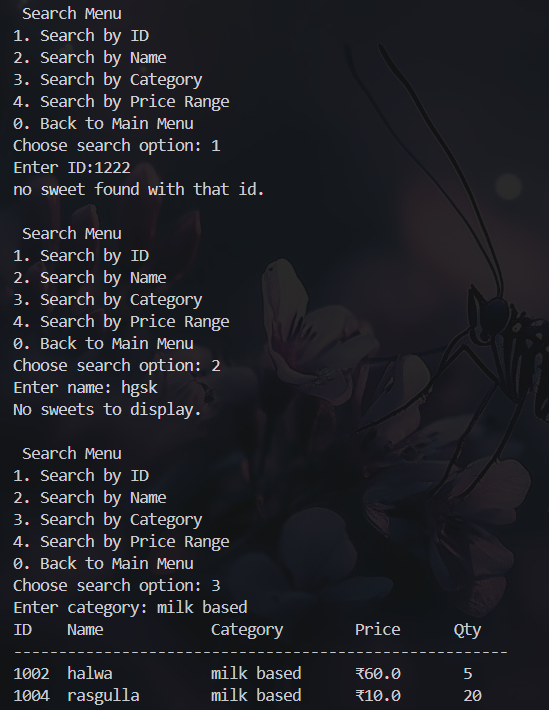 Search Menu
1. Search by ID
2. Search by Name
3. Search by Category
4. Search by Price Range
0. Back to Main Menu
Choose search option: 1
Enter ID:1222
no sweet found with that id.
Search Menu
1. Search by ID
2. Search by Name
3. Search by Category
4. Search by Price Range
0. Back to Main Menu
Choose search option: 2
Enter name: hgsk
No sweets to display.
Search Menu
1. Search by ID
2. Search by Name
3. Search by Category
4. Search by Price Range
0. Back to Main Menu
Choose search option: 3
Enter category: milk based
ID Name Category Price Qty
-------------------------------------------------------
1002 halwa milk based ₹60.0 5
1004 rasgulla milk based ₹10.0 20